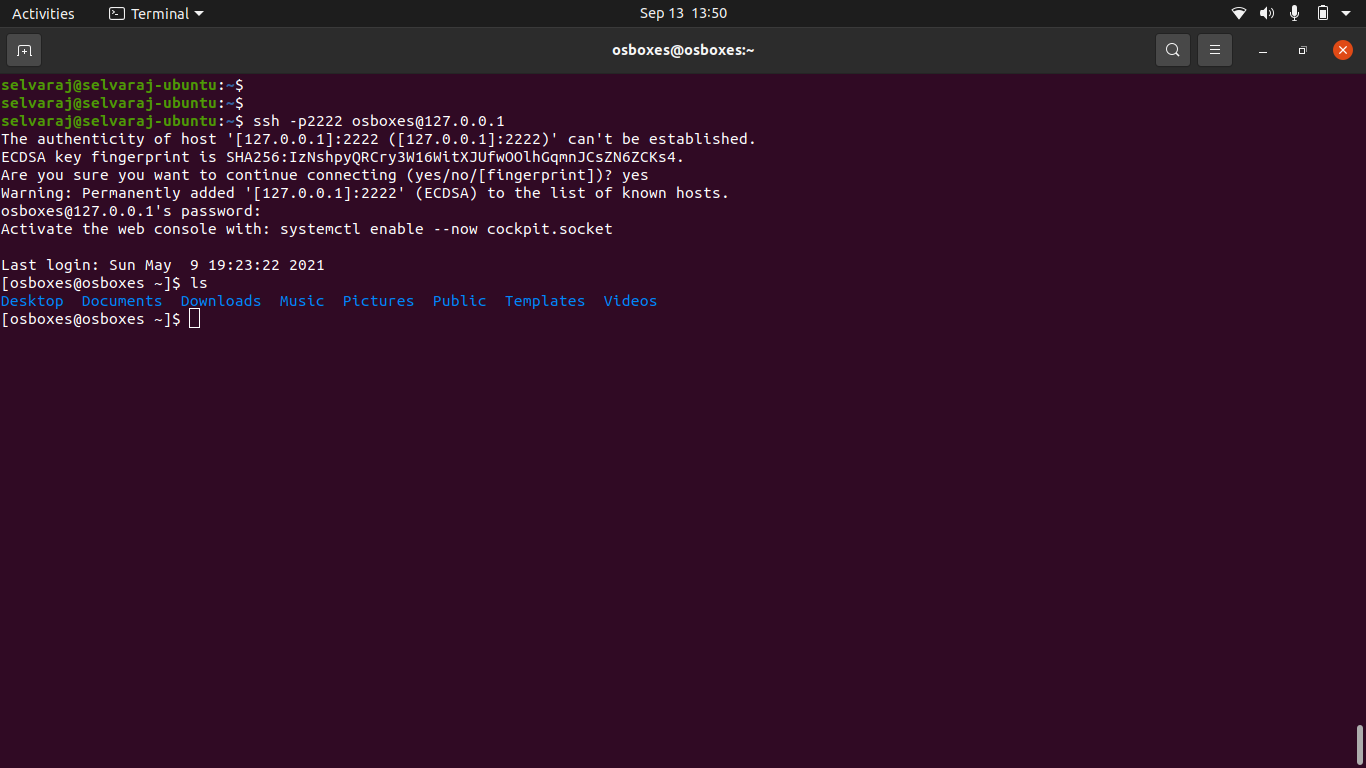 Activities Terminal Sep 13 13:50
osboxes@osboxes:~
selvaraj@selvaraj-ubuntu:~$
selvaraj@selvaraj-ubuntu:~$
selvaraj@selvaraj-ubuntu:~$ ssh -p2222 osboxes@127.0.0.1
The authenticity of host '[127.0.0.1]:2222 ([127.0.0.1]:2222)' can't be established.
ECDSA key fingerprint is SHA256:IzNshpyQRCry3W16WitXJUfwOOlhGqmnJCsZN6ZCKs4.
Are you sure you want to continue connecting (yes/no/[fingerprint])? yes
Warning: Permanently added '[127.0.0.1]:2222' (ECDSA) to the list of known hosts.
osboxes@127.0.0.1's password:
Activate the web console with: systemctl enable --now cockpit.socket
Last login: Sun May  9 19:23:22 2021
[osboxes@osboxes ~]$ ls
Desktop  Documents  Downloads  Music  Pictures  Public  Templates  Videos
[osboxes@osboxes ~]$